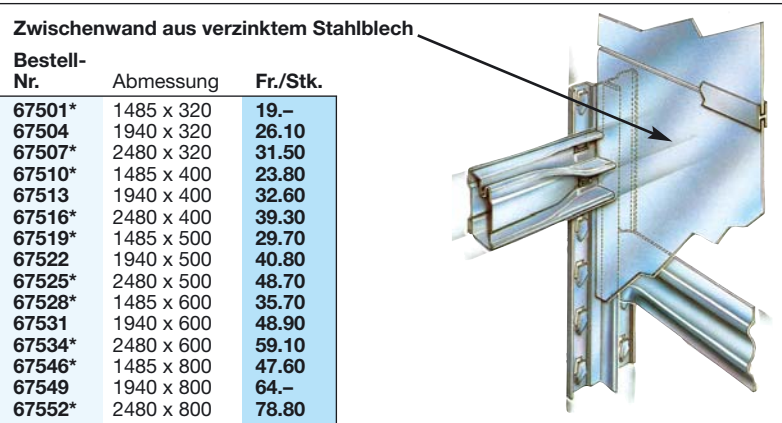 Zwischenwand aus verzinktem Stahlblech
Bestell-
Nr. Abmessung Fr./Stk.
67501* 1485 x 320 19.–
67504 1940 x 320 26.10
67507* 2480 x 320 31.50
67510* 1485 x 400 23.80
67513 1940 x 400 32.60
67516* 2480 x 400 39.30
67519* 1485 x 500 29.70
67522 1940 x 500 40.80
67525* 2480 x 500 48.70
67528* 1485 x 600 35.70
67531 1940 x 600 48.90
67534* 2480 x 600 59.10
67546* 1485 x 800 47.60
67549 1940 x 800 64.–
67552* 2480 x 800 78.80